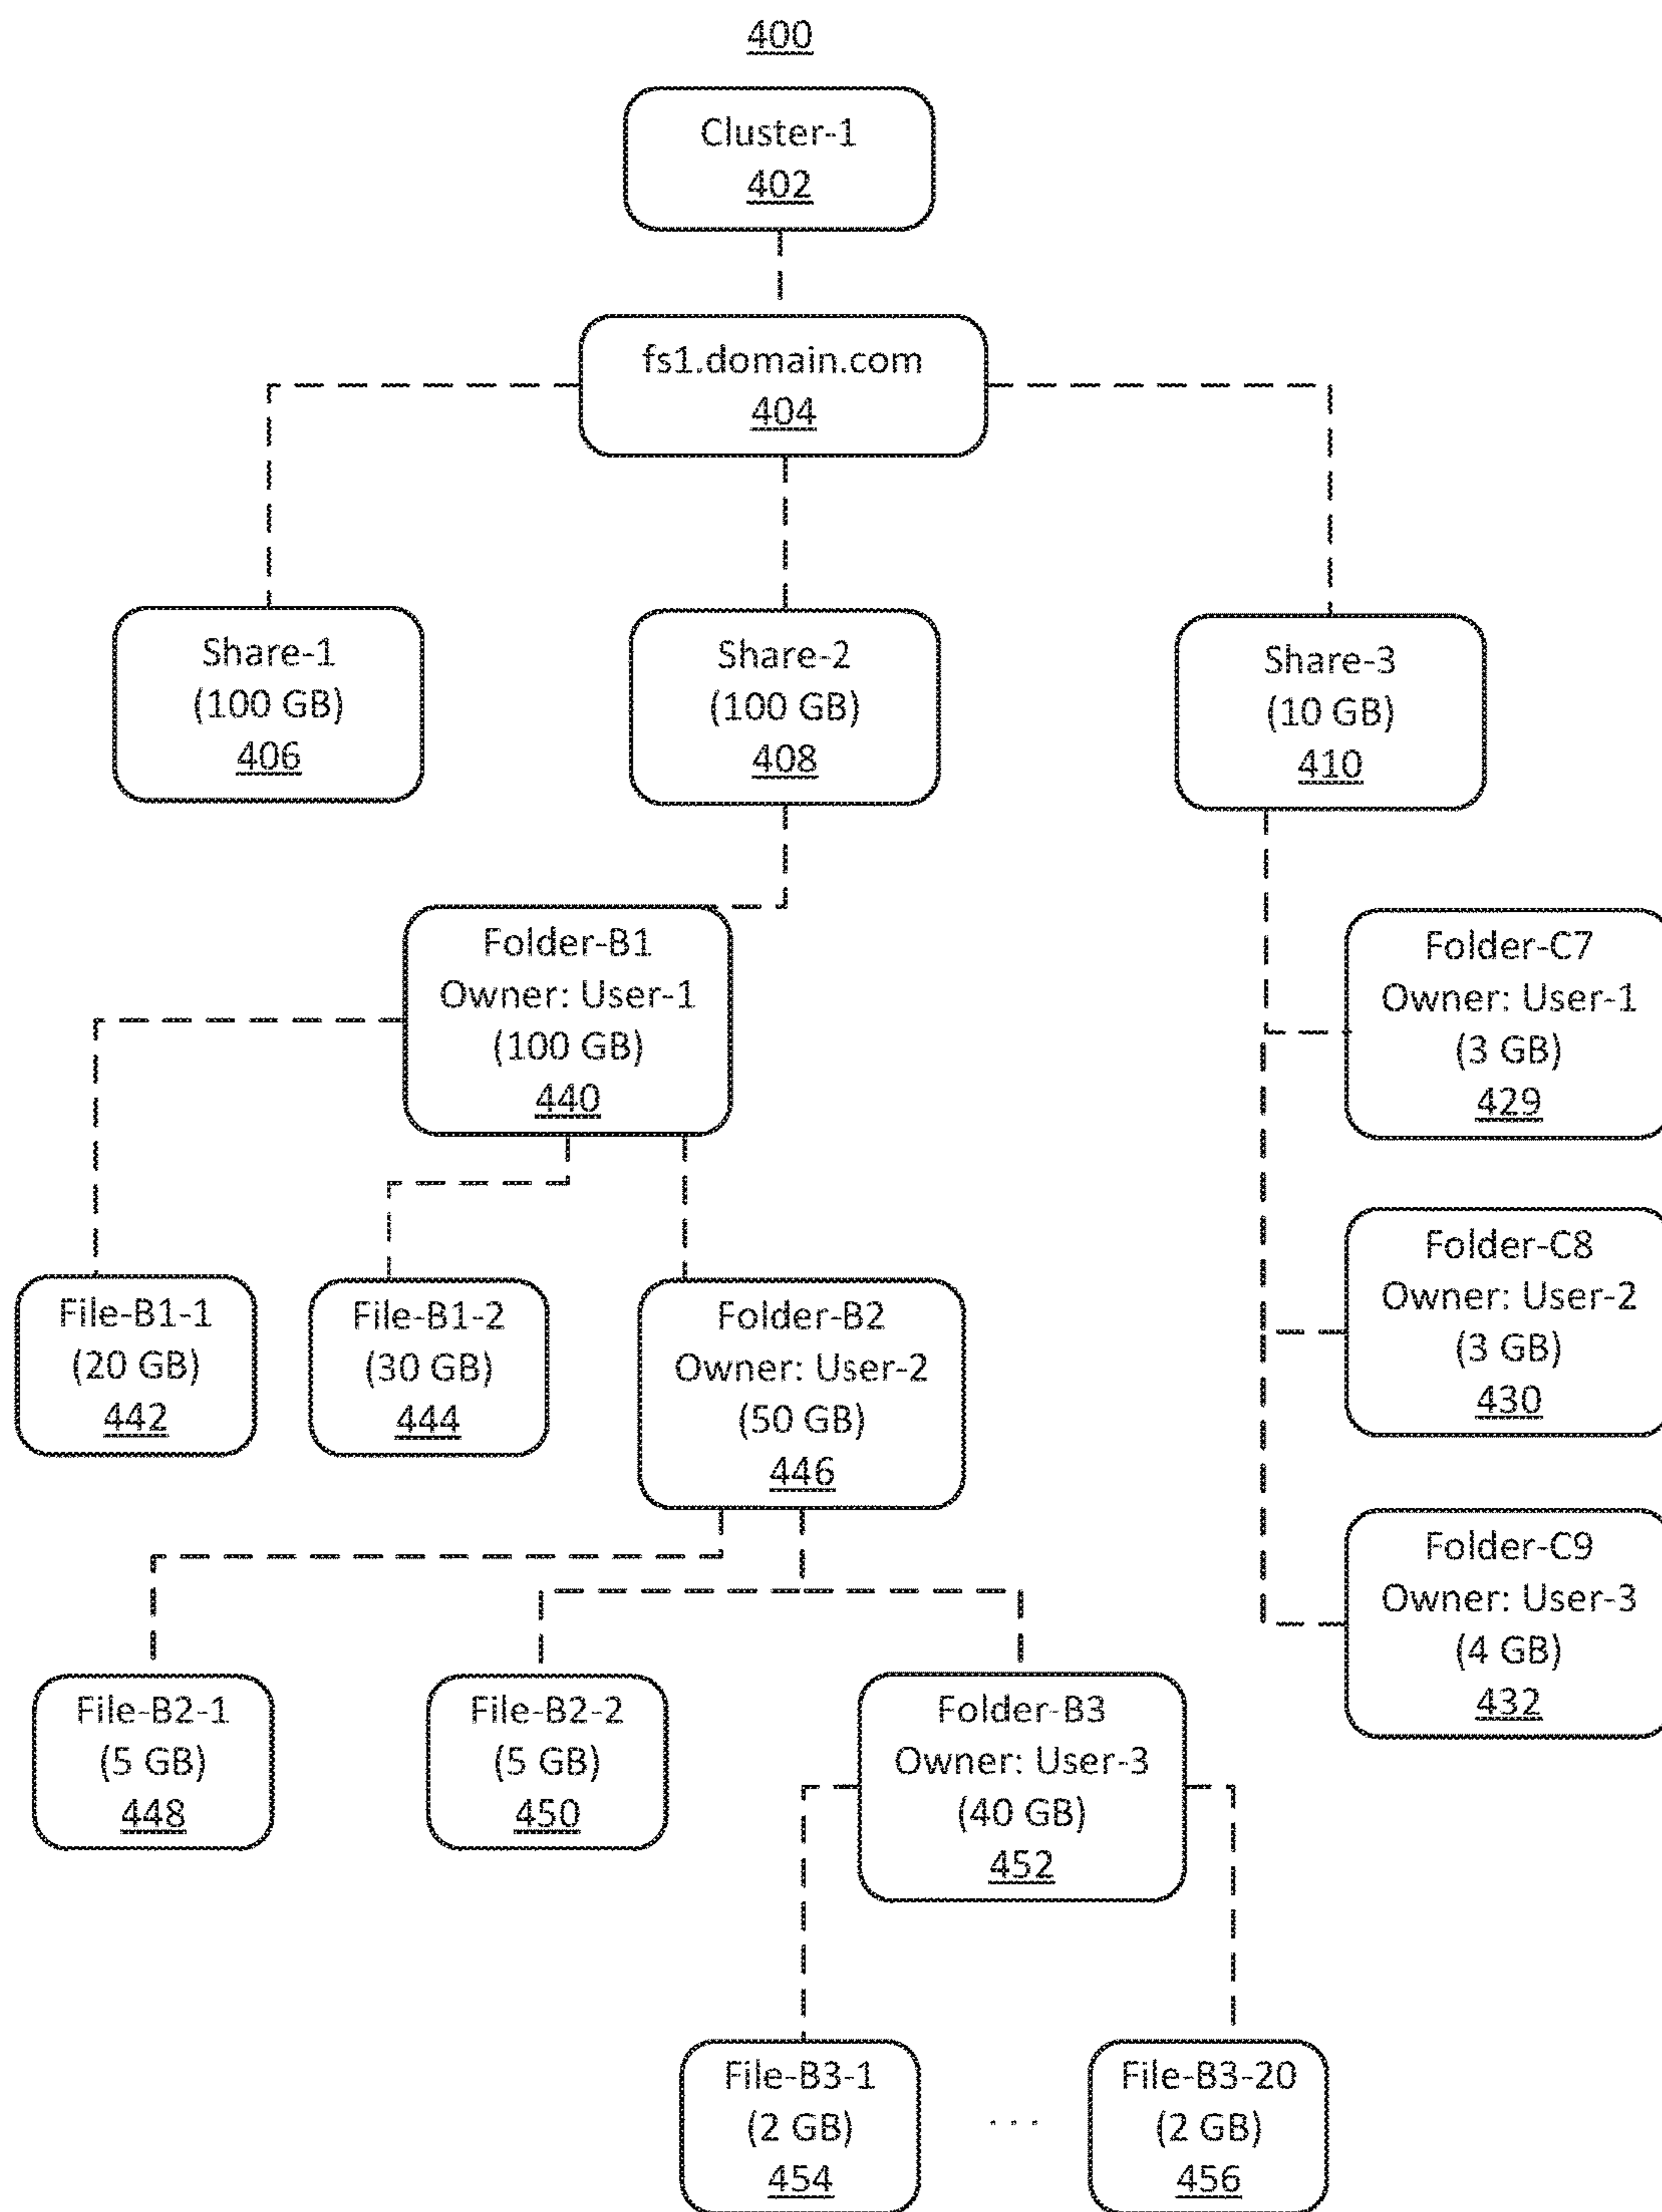 400
Cluster-1
402
fs1.domain.com
404
Share-1
(100 GB)
406
Share-2
(100 GB)
408
Share-3
(10 GB)
410
Folder-B1
Owner: User-1
(100 GB)
440
Folder-C7
Owner: User-1
(3 GB)
429
File-B1-1
(20 GB)
442
File-B1-2
(30 GB)
444
Folder-B2
Owner: User-2
(50 GB)
446
Folder-C8
Owner: User-2
(3 GB)
430
Folder-C9
Owner: User-3
(4 GB)
432
File-B2-1
(5 GB)
448
File-B2-2
(5 GB)
450
Folder-B3
Owner: User-3
(40 GB)
452
File-B3-1
(2 GB)
454
...
File-B3-20
(2 GB)
456